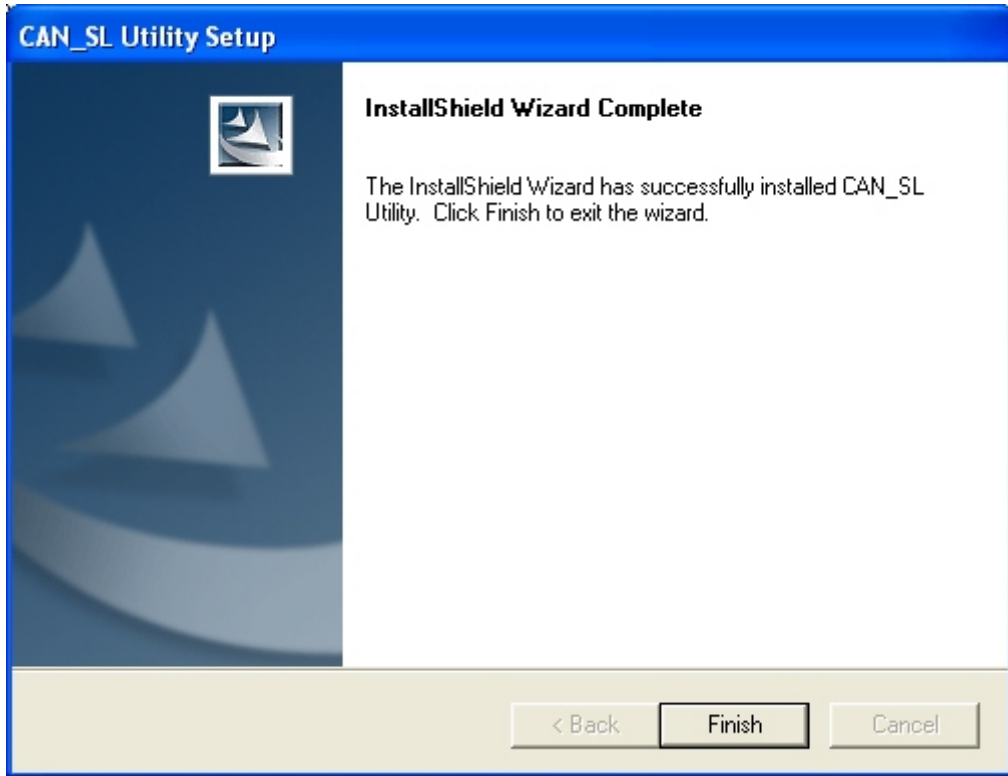 CAN_SL Utility Setup
InstallShield Wizard Complete
The InstallShield Wizard has successfully installed CAN_SL
Utility.  Click Finish to exit the wizard.
< Back
Finish
Cancel